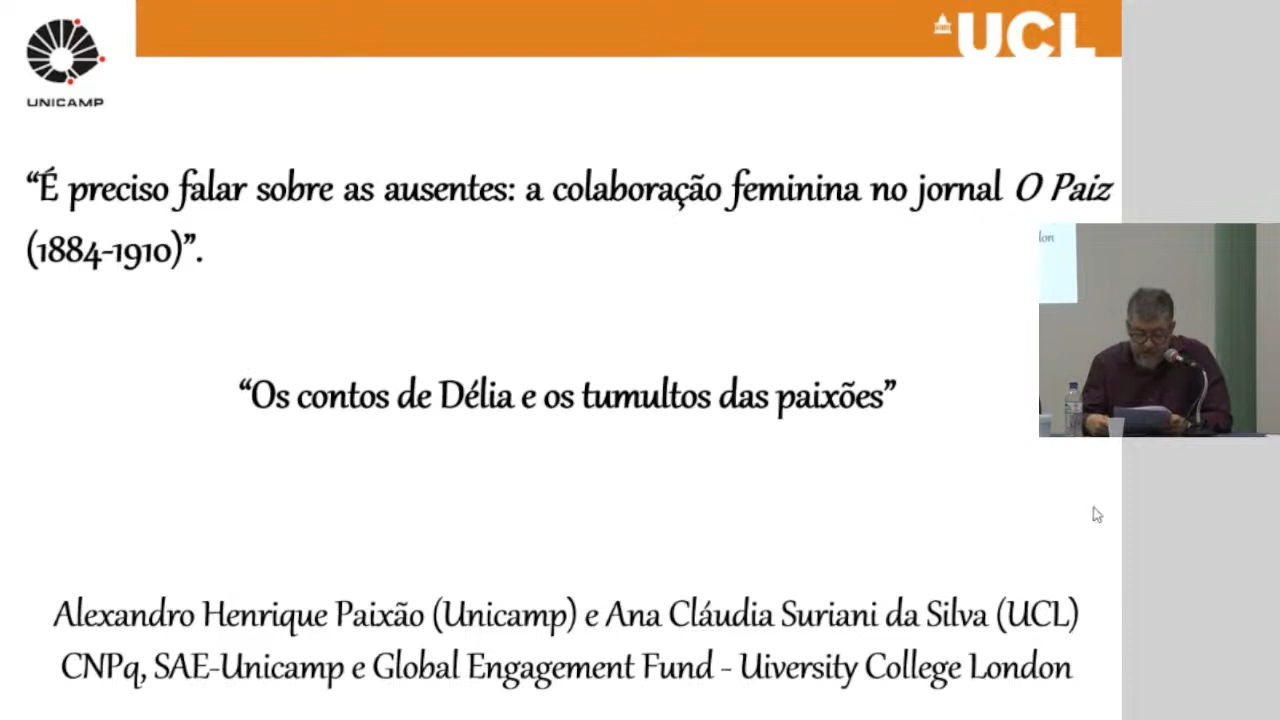 UNICAMP
UCL
“É preciso falar sobre as ausentes: a colaboração feminina no jornal O Paiz
(1884-1910)”.
lon
“Os contos de Délia e os tumultos das paixões”
Alexandro Henrique Paixão (Unicamp) e Ana Cláudia Suriani da Silva (UCL)
CNPq, SAE-Unicamp e Global Engagement Fund - Uiversity College London